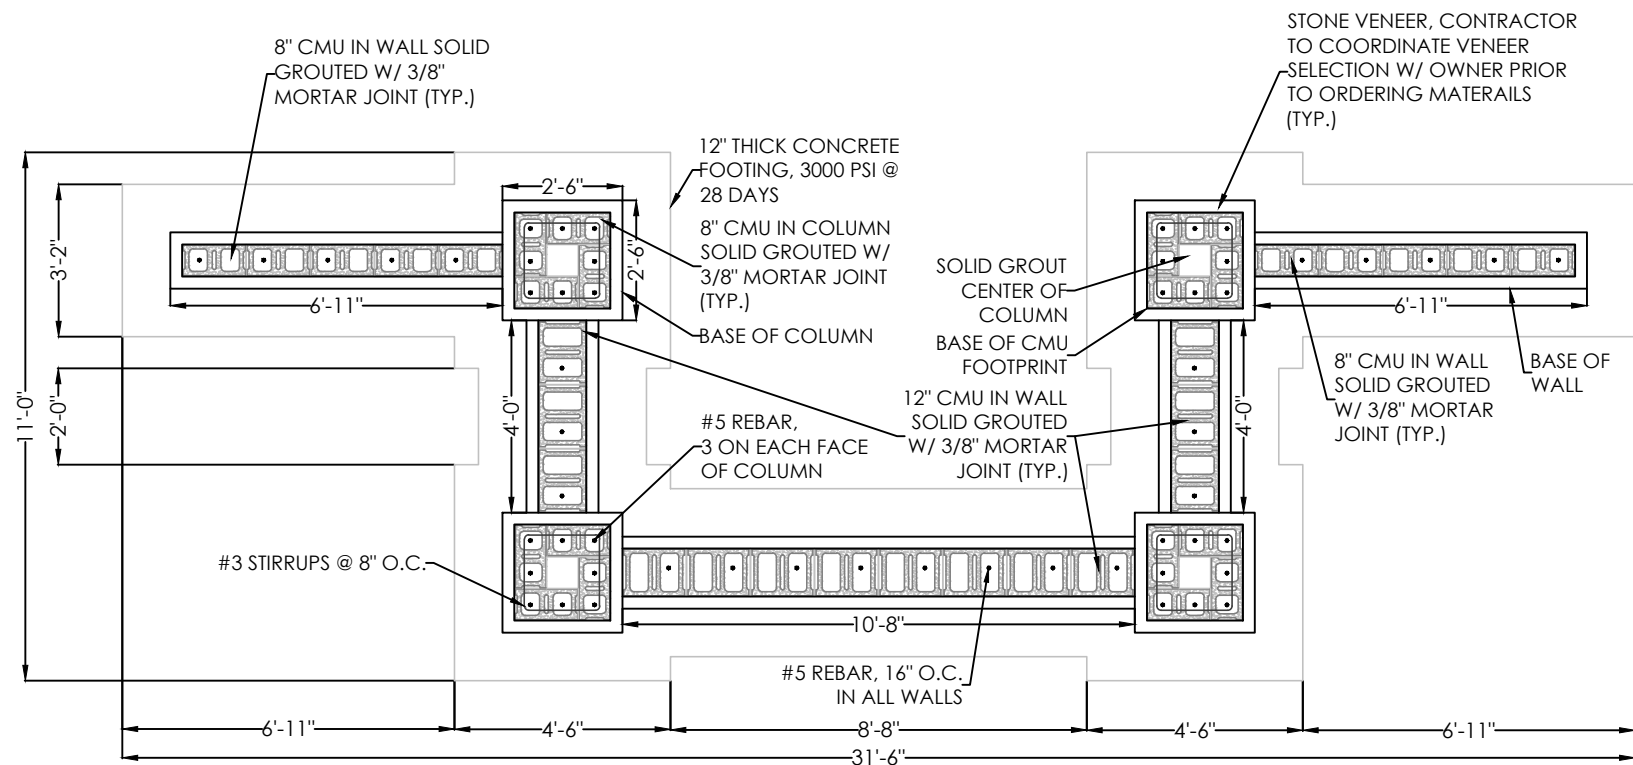 8" CMU IN WALL SOLID
GROUTED W/ 3/8"
MORTAR JOINT (TYP.)
STONE VENEER, CONTRACTOR
TO COORDINATE VENEER
SELECTION W/ OWNER PRIOR
TO ORDERING MATERAILS
(TYP.)
12" THICK CONCRETE
FOOTING, 3000 PSI @
28 DAYS
2'-6"
2'-6"
8" CMU IN COLUMN
SOLID GROUTED W/
3/8" MORTAR JOINT
(TYP.)
SOLID GROUT
CENTER OF
COLUMN
3'-2"
6'-11"
6'-11"
BASE OF COLUMN
BASE OF CMU
FOOTPRINT
8" CMU IN WALL
SOLID GROUTED
W/ 3/8" MORTAR
JOINT (TYP.)
BASE OF
WALL
11'-0"
2'-0"
4'-0"
#5 REBAR,
3 ON EACH FACE
OF COLUMN
12" CMU IN WALL
SOLID GROUTED
W/ 3/8" MORTAR
JOINT (TYP.)
4'-0"
#3 STIRRUPS @ 8" O.C.
10'-8"
#5 REBAR, 16" O.C.
IN ALL WALLS
6'-11"
4'-6"
8'-8"
4'-6"
6'-11"
31'-6"